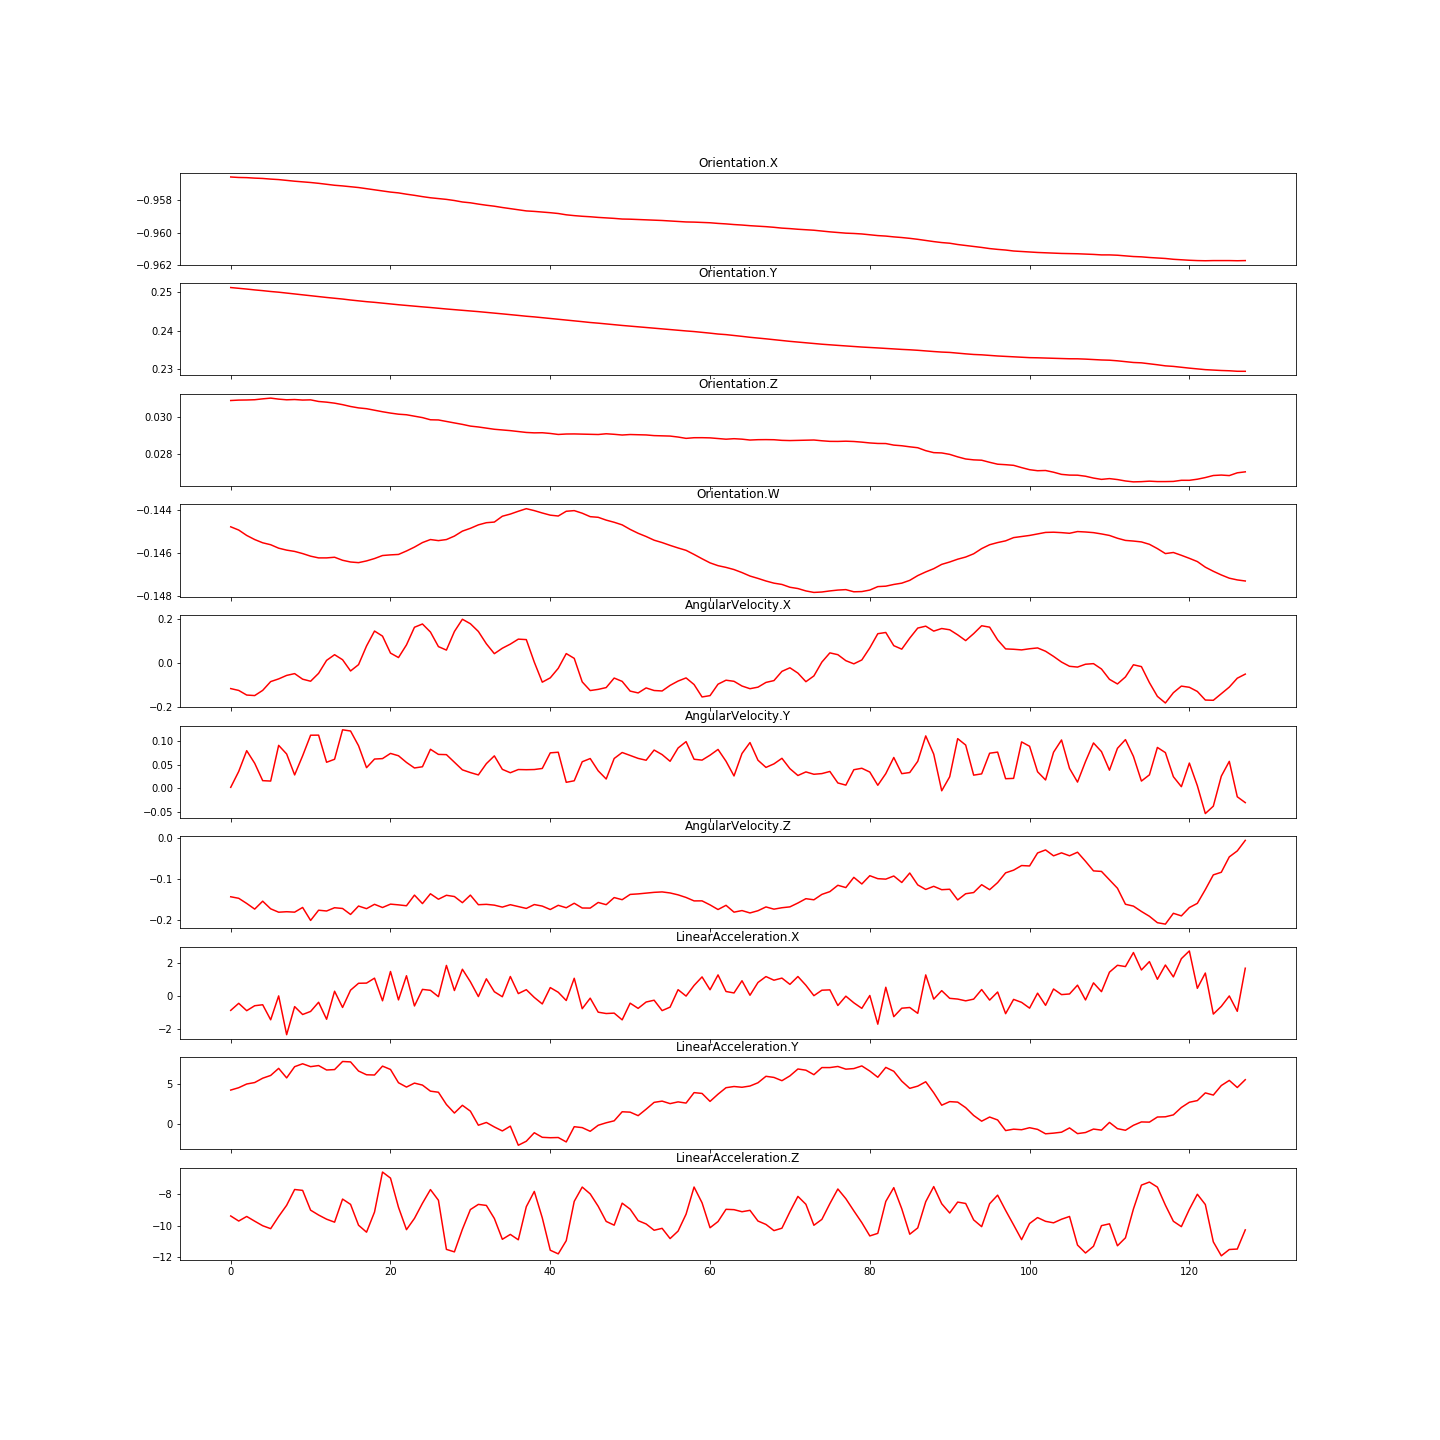 Orientation.X
−0.958
−0.960
−0.962
Orientation.Y
0.25
0.24
0.23
Orientation.Z
0.030
0.028
Orientation.W
−0.144
−0.146
−0.148
AngularVelocity.X
0.2
0.0
−0.2
AngularVelocity.Y
0.10
0.05
0.00
−0.05
AngularVelocity.Z
0.0
−0.1
−0.2
LinearAcceleration.X
2
0
−2
LinearAcceleration.Y
5
0
LinearAcceleration.Z
−8
−10
−12
0 20 40 60 80 100 120